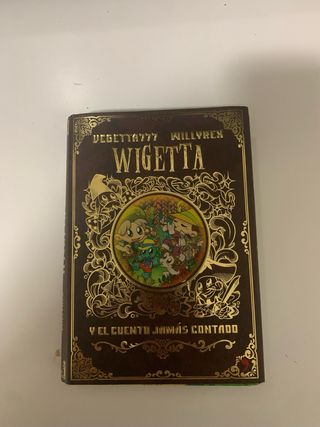 VEGETTA777 WILLYREX
WIGETTA
Y EL CUENTO JAMÁS CONTADO